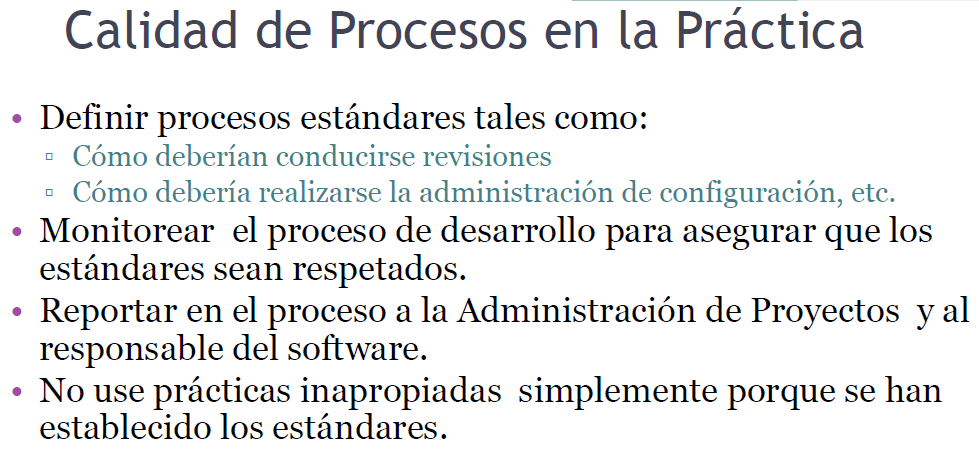 Calidad de Procesos en la Práctica
• Definir procesos estándares tales como:
▫ Cómo deberían conducirse revisiones
▫ Cómo debería realizarse la administración de configuración, etc.
• Monitorear el proceso de desarrollo para asegurar que los
estándares sean respetados.
• Reportar en el proceso a la Administración de Proyectos y al
responsable del software.
• No use prácticas inapropiadas simplemente porque se han
establecido los estándares.